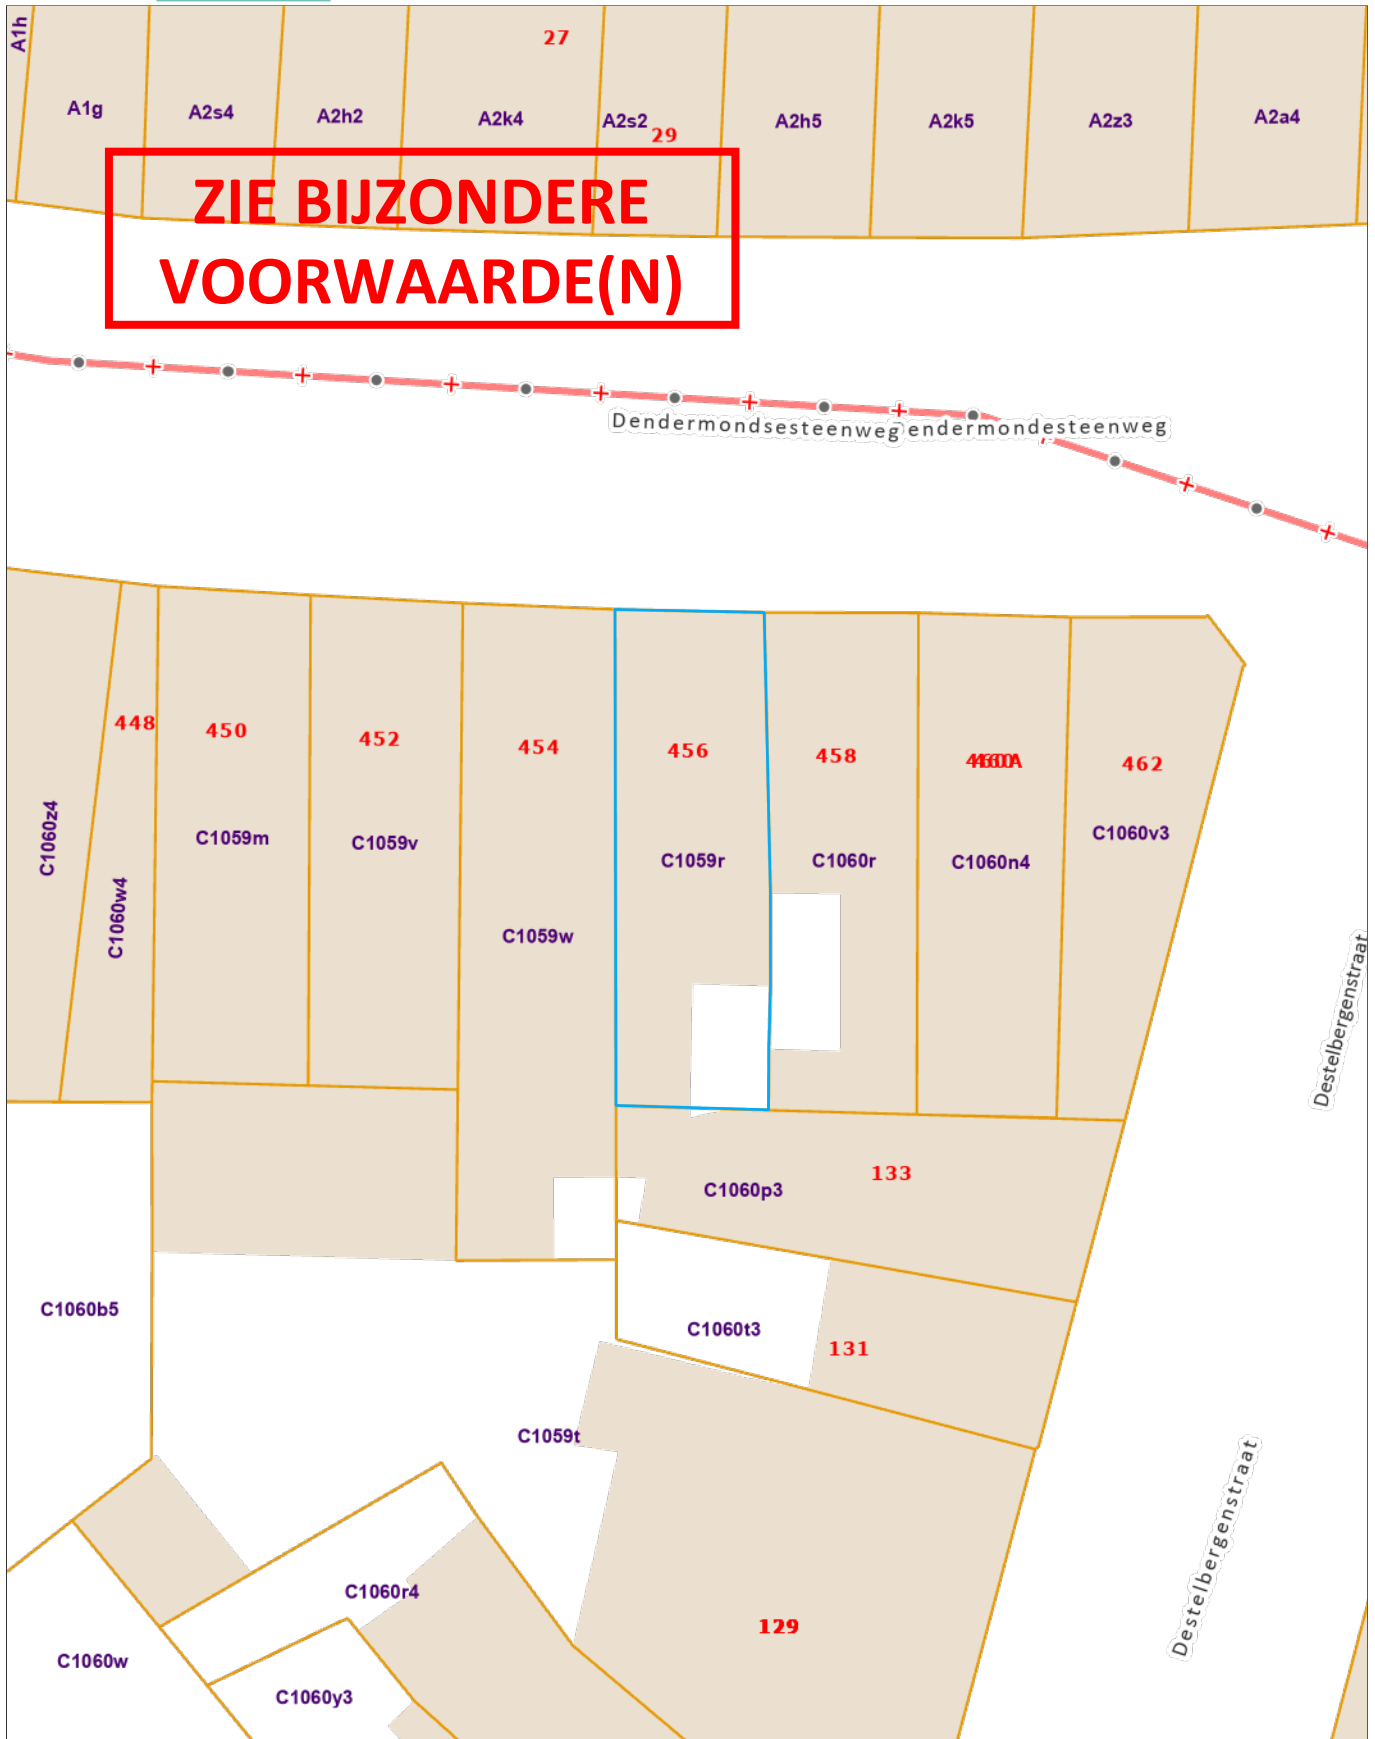 A1h
27
A1g
A2s4
A2h2
A2k4
A2s2
29
A2h5
A2k5
A2z3
A2a4
ZIE BIJZONDERE
VOORWAARDE(N)
Dendermondsesteenweg
endermondesteenweg
448
450
452
454
456
458
462
C1060z4
C1060w4
C1059m
C1059v
C1059w
C1059r
C1060r
C1060n4
C1060v3
Destelbergenstraat
C1060p3
133
C1060b5
C1060t3
131
C1059t
Destelbergenstraat
C1060r4
129
C1060w
C1060y3